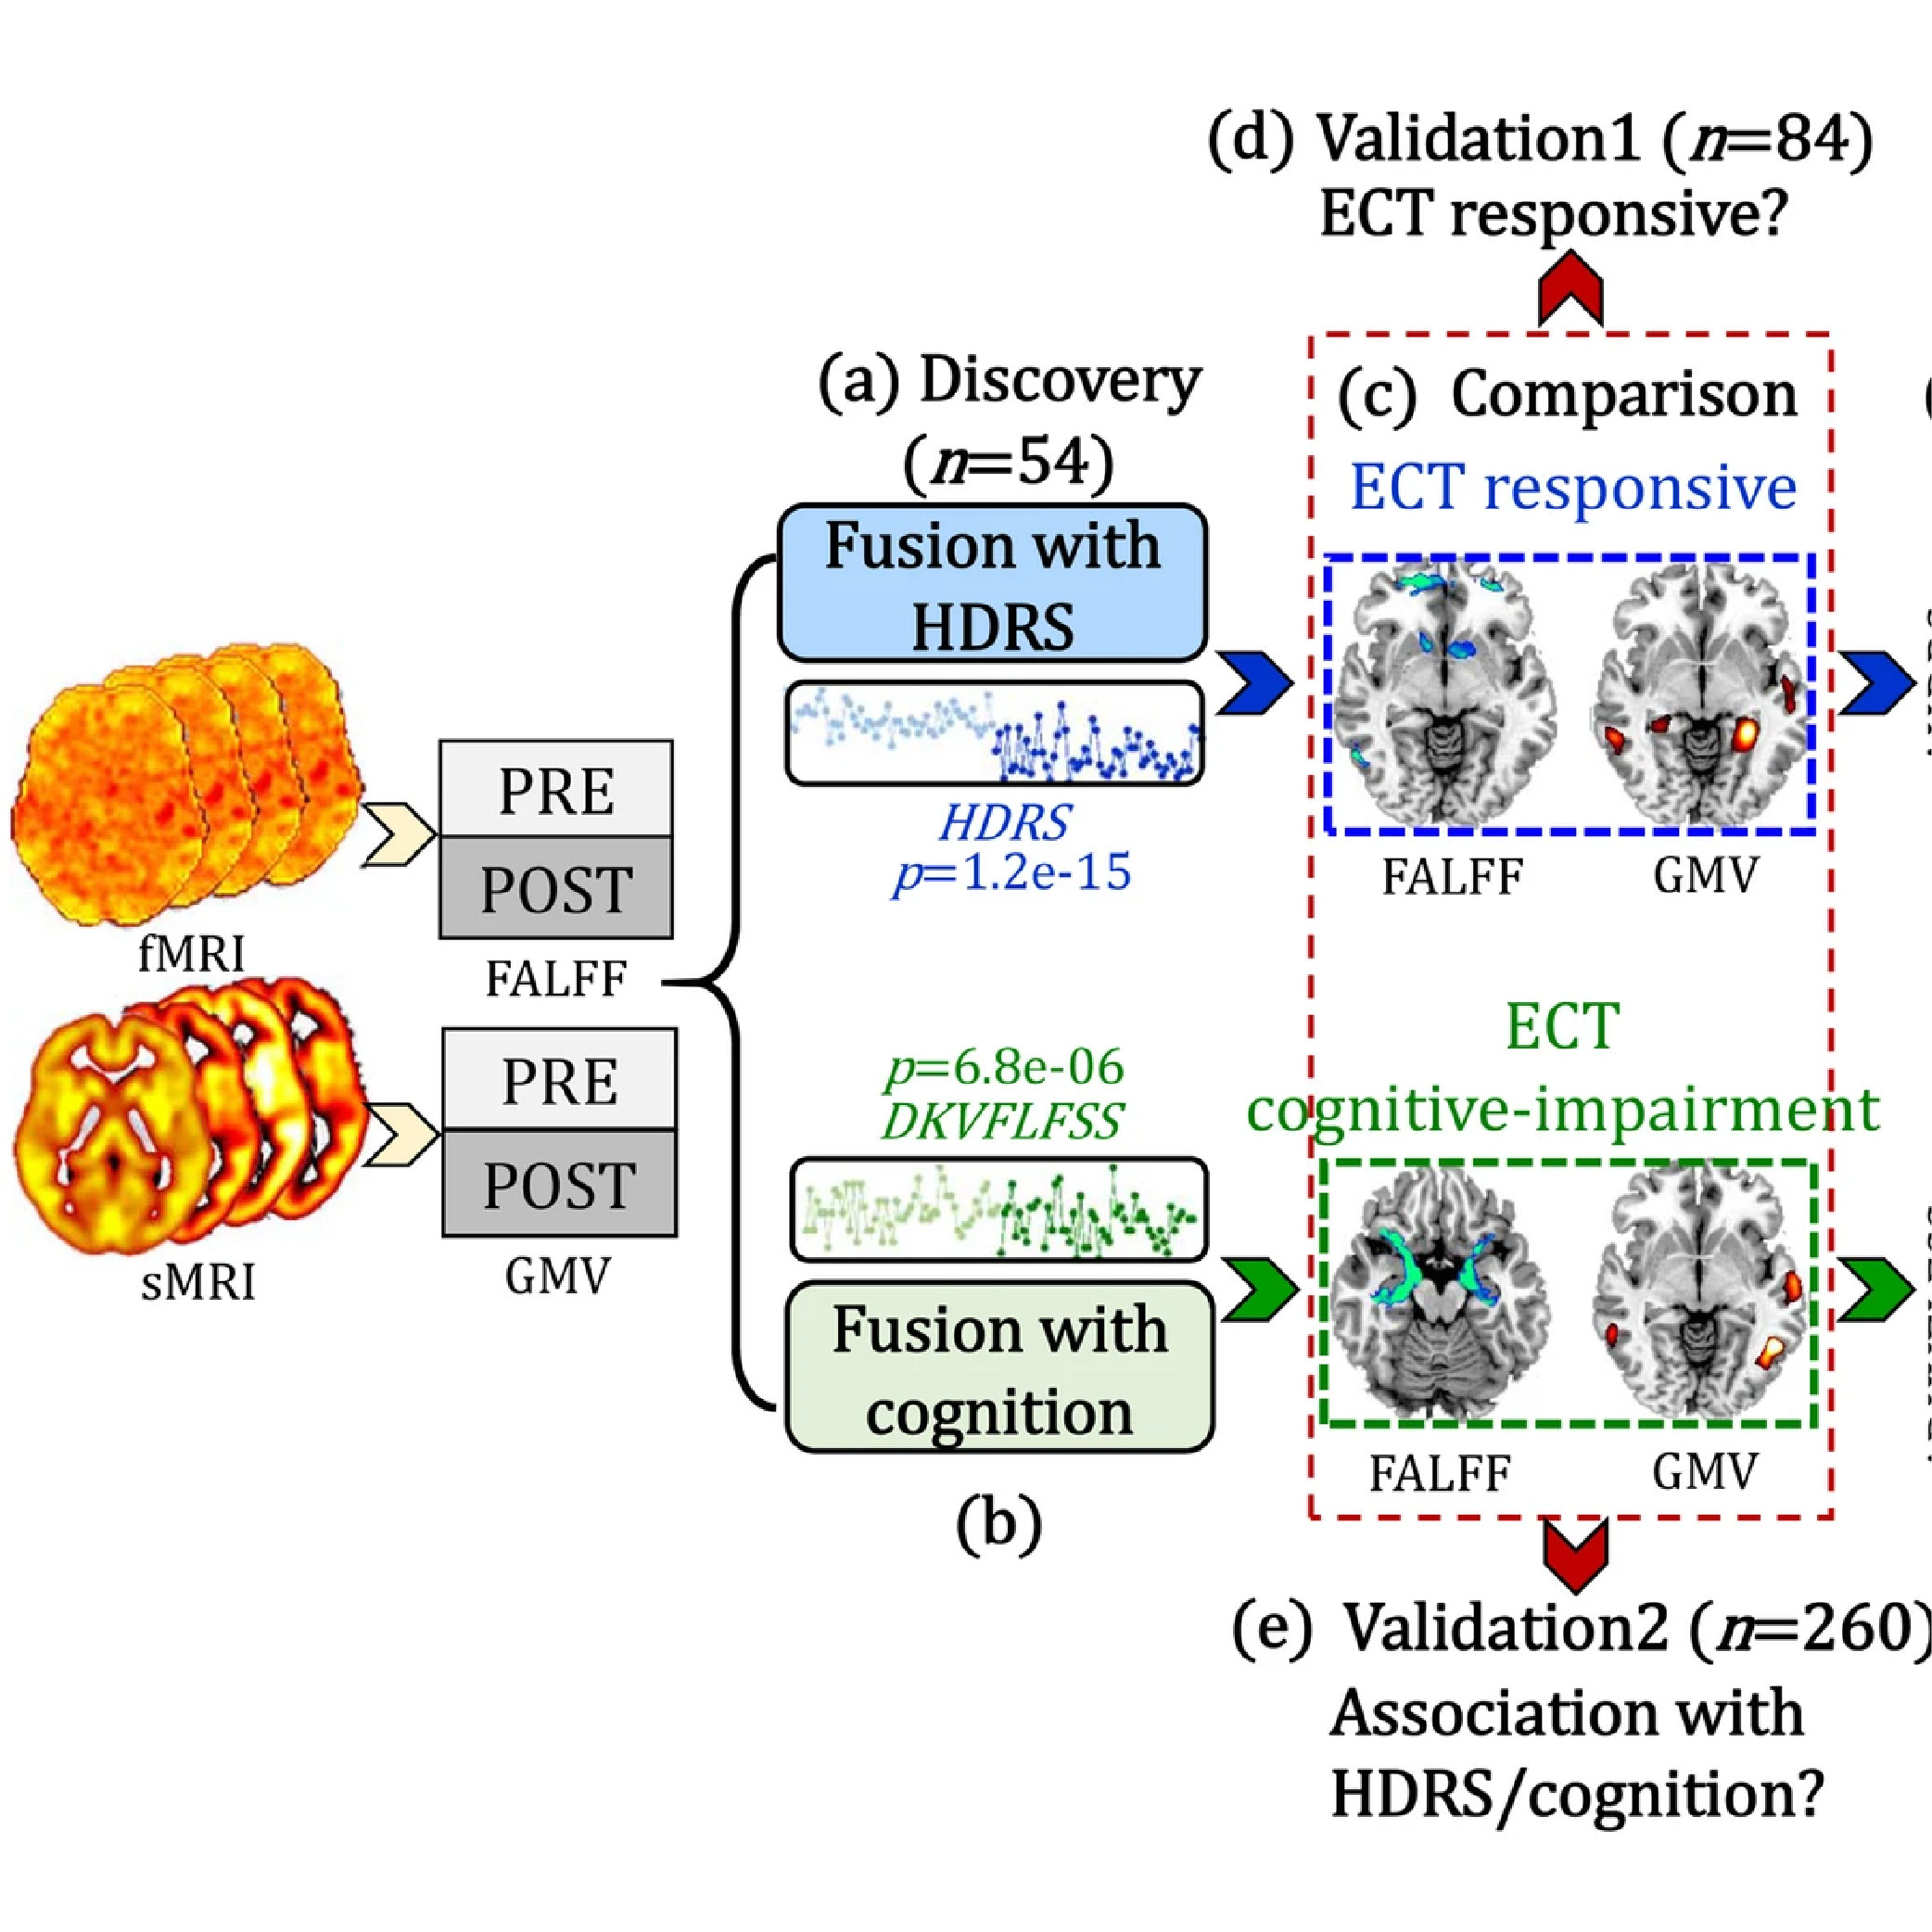 (d) Validation1 (n=84)
ECT responsive?
(a) Discovery
(n=54)
Fusion with
HDRS
HDRS
p=1.2e-15
(c) Comparison
ECT responsive
FALFF GMV
fMRI
PRE
POST
FALFF
sMRI
PRE
POST
GMV
p=6.8e-06
DKVFLFSS
Fusion with
cognition
(b)
ECT
cognitive-impairment
FALFF GMV
(e) Validation2 (n=260)
Association with
HDRS/cognition?